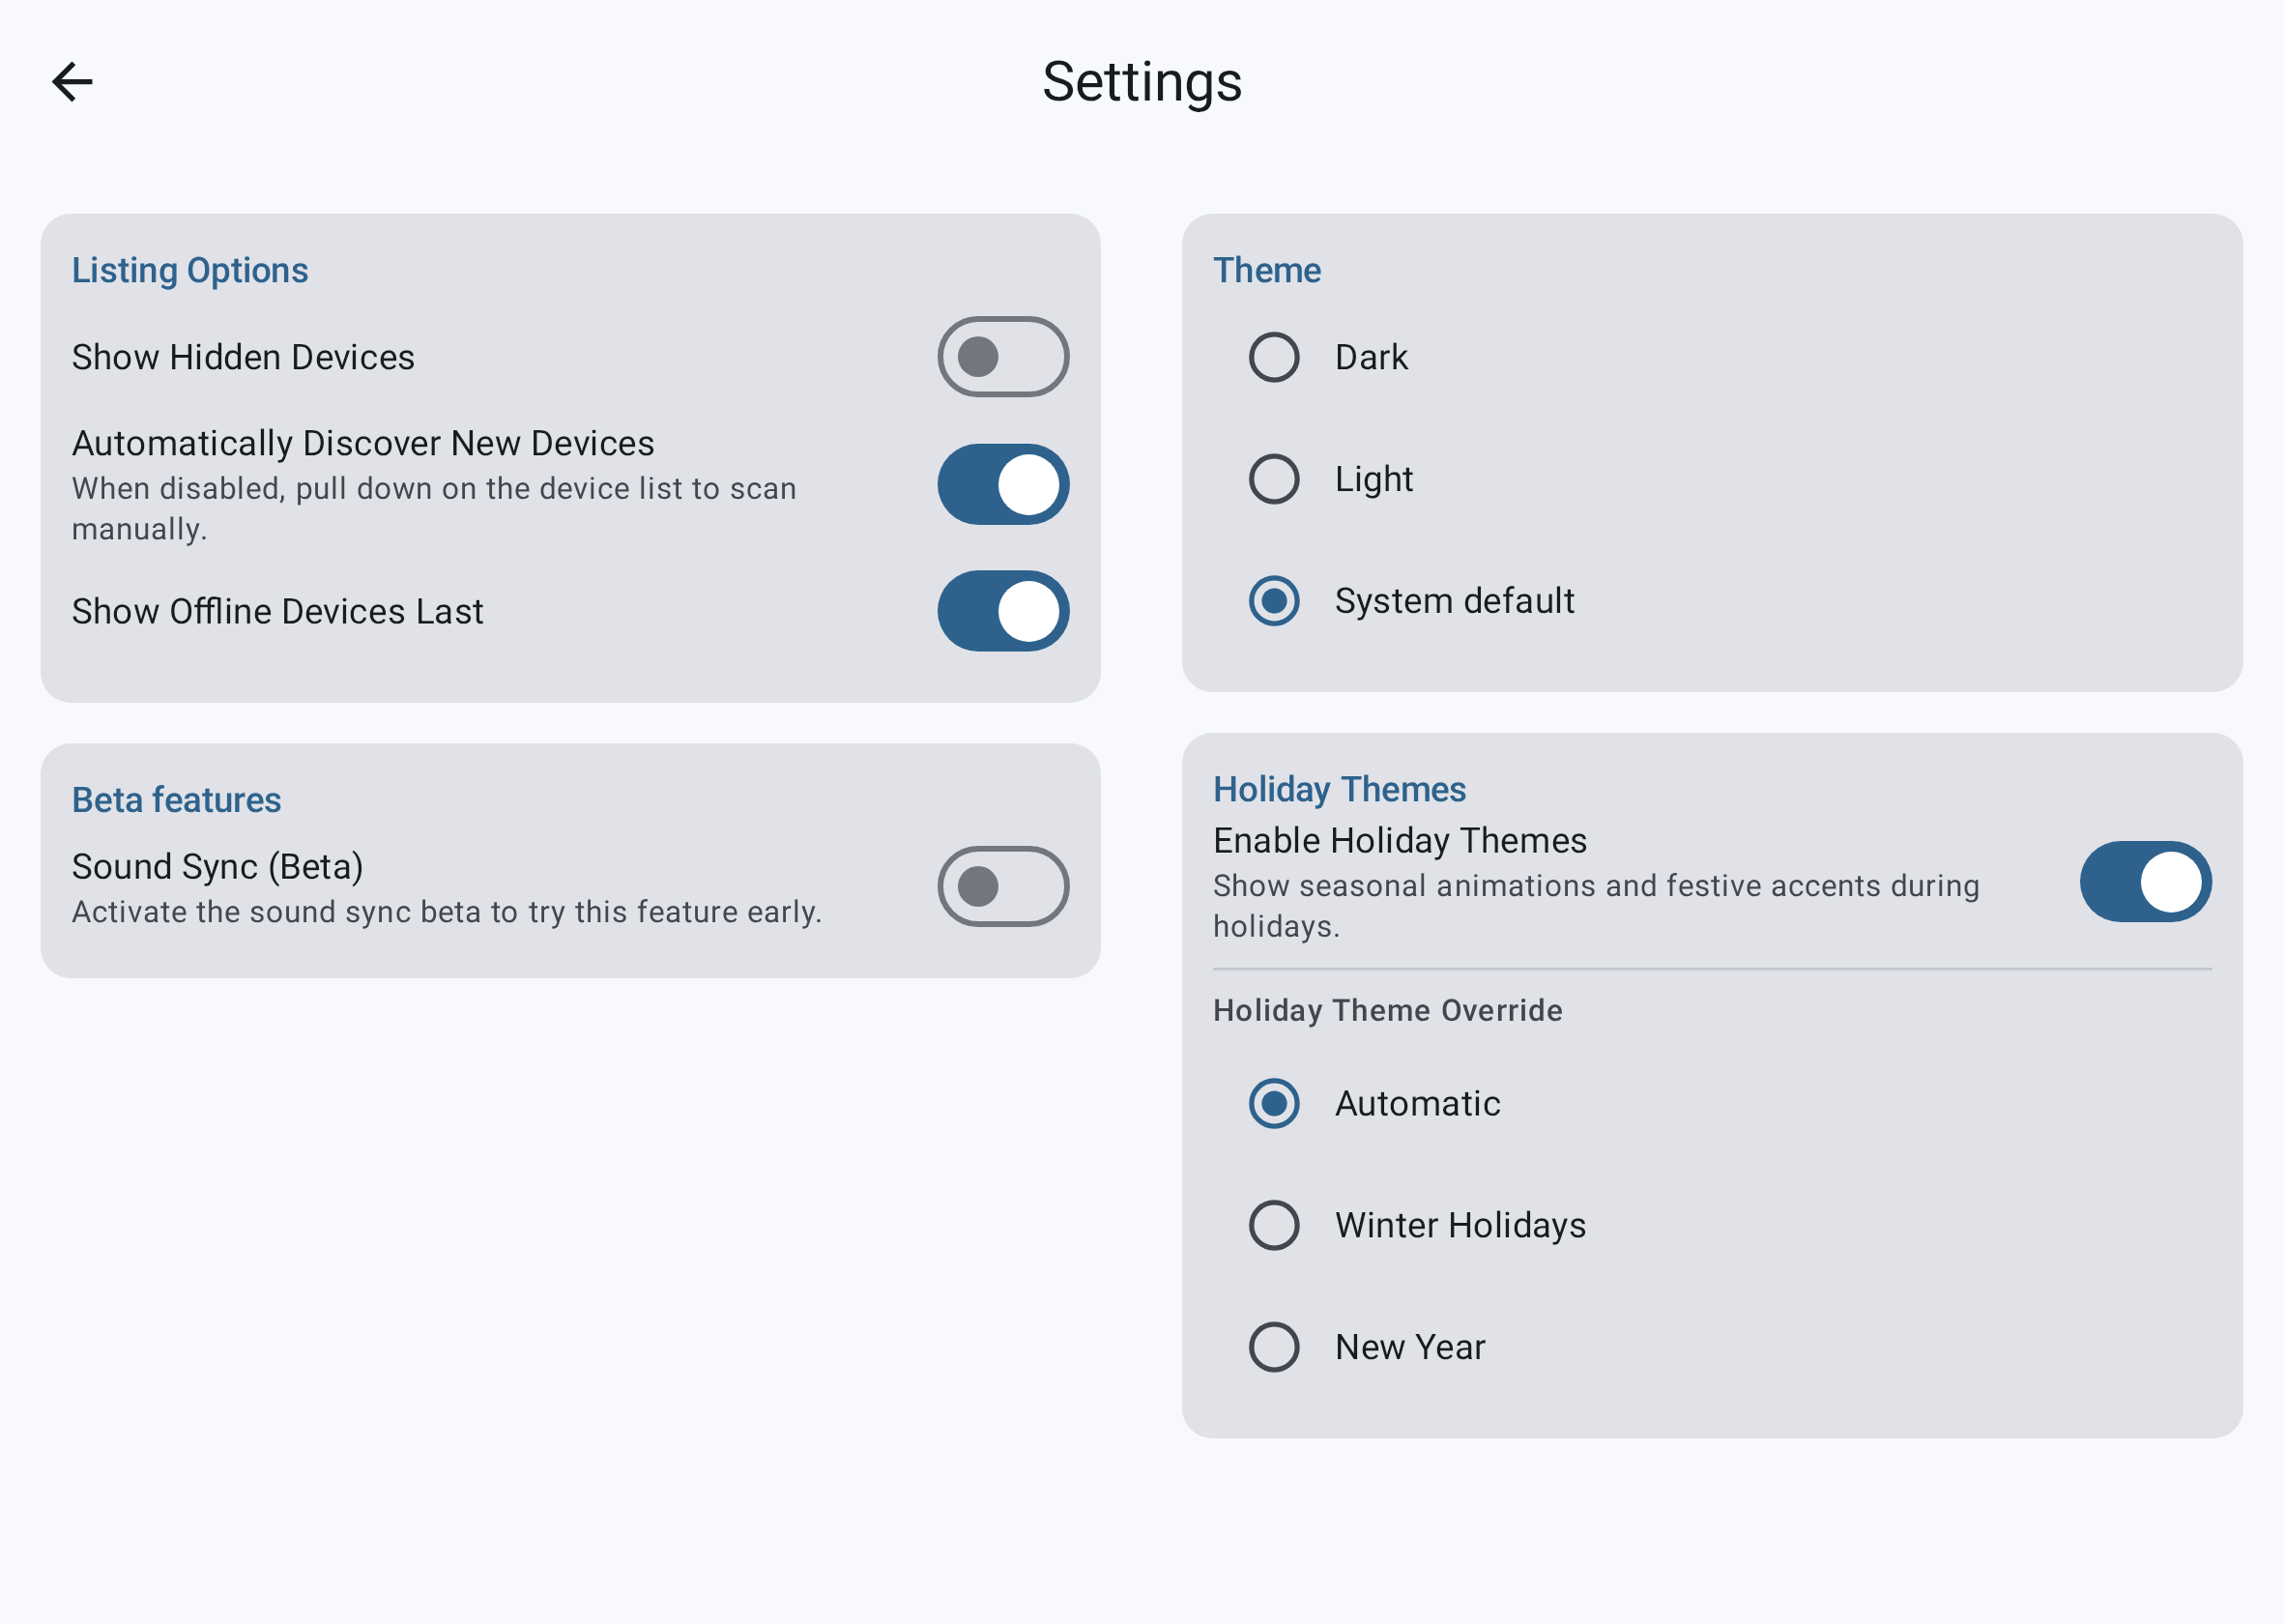 Settings
Listing Options
Show Hidden Devices
Automatically Discover New Devices
When disabled, pull down on the device list to scan
manually.
Show Offline Devices Last
Beta features
Sound Sync (Beta)
Activate the sound sync beta to try this feature early.
Theme
Dark
Light
System default
Holiday Themes
Enable Holiday Themes
Show seasonal animations and festive accents during
holidays.
Holiday Theme Override
Automatic
Winter Holidays
New Year